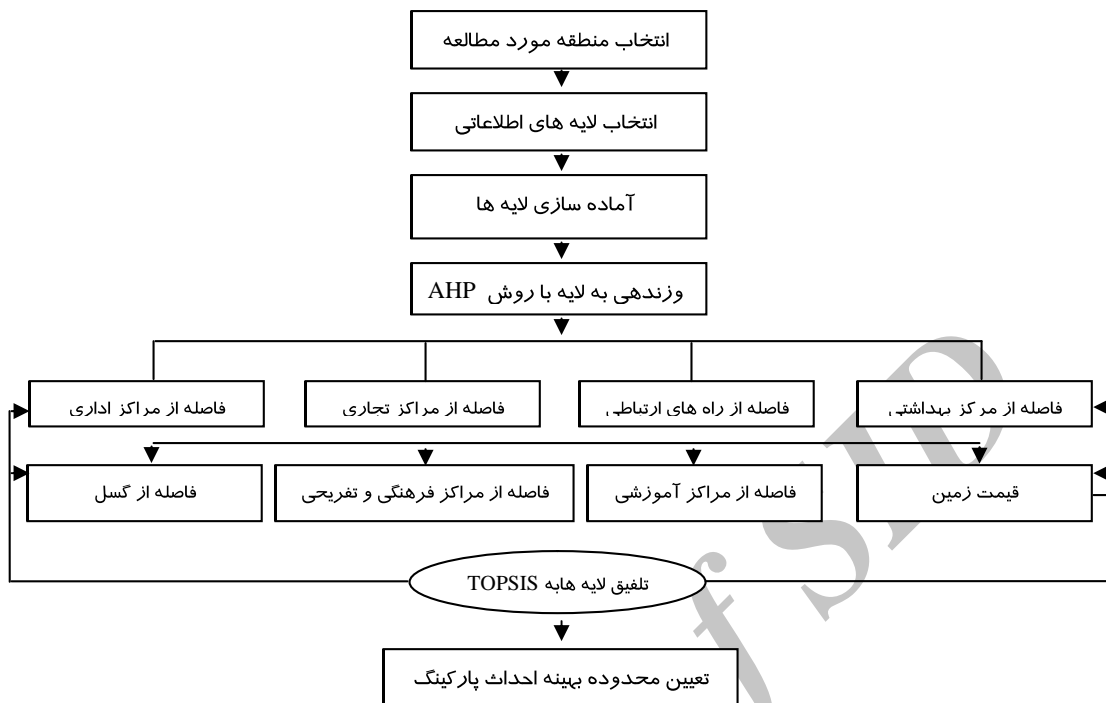 انتخاب منطقه مورد مطالعه
انتخاب لایه های اطلاعاتی
آماده سازی لایه ها
وزندهی به لایه با روش AHP
فاصله از مرکز بهداشتی
فاصله از راه های ارتباطی
فاصله از مراکز تجاری
فاصله از مراکز اداری
قیمت زمین
فاصله از مراکز آموزشی
فاصله از مراکز فرهنگی و تفریحی
فاصله از گسل
تلفیق لایه هابه TOPSIS
تعیین محدوده بهینه احداث پارکینگ
f SID